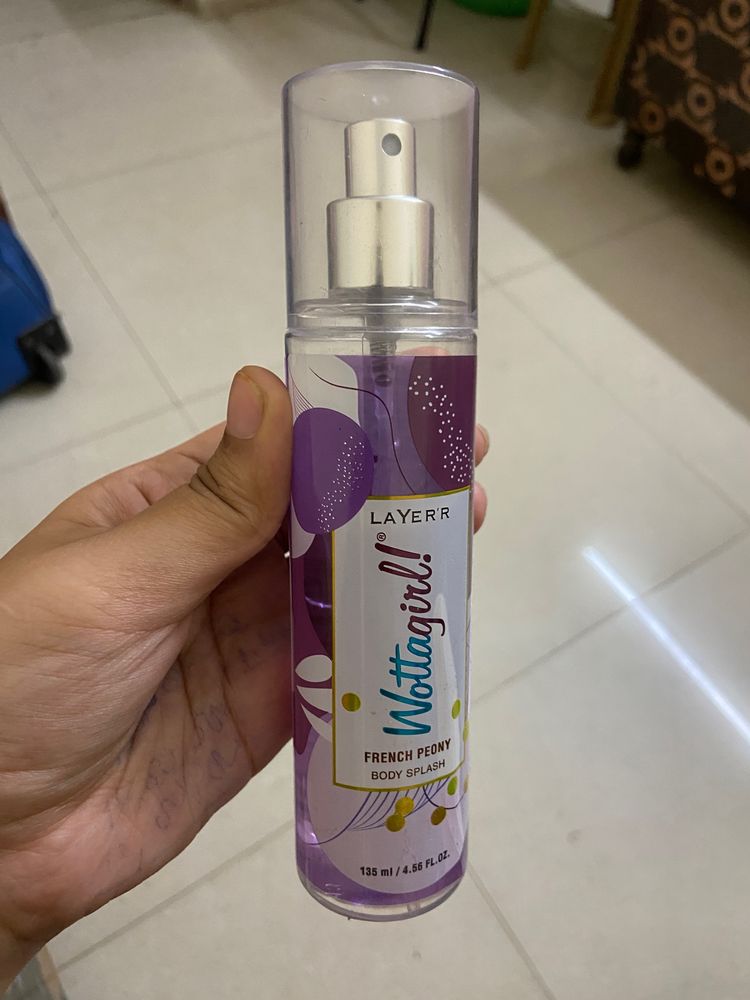 LAYER'R
Wottagirl!®
FRENCH PEONY
BODY SPLASH
135 ml / 4.56 FL.OZ.